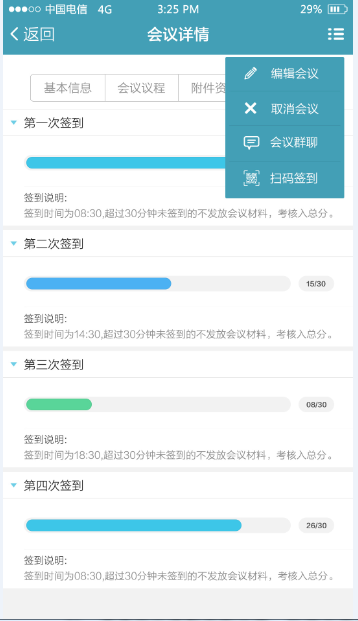 中国电信 4G 3:25 PM 29%
返回 会议详情
编辑会议
基本信息 会议议程 附件资
取消会议
第一次签到
会议群聊
扫码签到
签到说明:
签到时间为08:30,超过30分钟未签到的不发放会议材料，考核入总分。
第二次签到
15/30
签到说明:
签到时间为14:30,超过30分钟未签到的不发放会议材料，考核入总分。
第三次签到
08/30
签到说明:
签到时间为18:30,超过30分钟未签到的不发放会议材料，考核入总分。
第四次签到
26/30
签到说明:
签到时间为08:30,超过30分钟未签到的不发放会议材料，考核入总分。